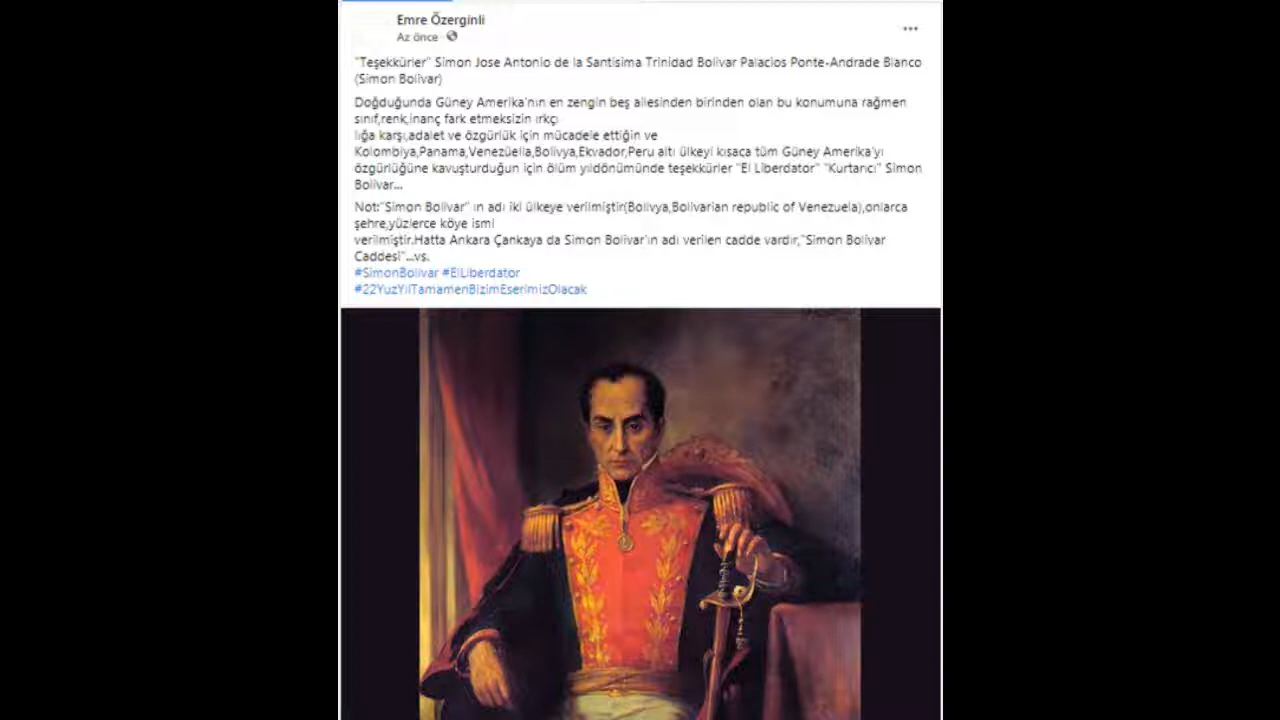 Emre Özerginli
Az önce
"Teşekkürler" Simon Jose Antonio de la Santisima Trinidad Bolivar Palacios Ponte-Andrade Blanco
(Simon Bolivar)
Doğduğunda Güney Amerika'nın en zengin beş ailesinden birinden olan bu konumuna rağmen
sınıf,renk,inanç fark etmeksizin ırkçı
lığa karşı,adalet ve özgürlük için mücadele ettiğin ve
Kolombiya,Panama,Venezüella,Bolivya,Ekvador,Peru altı ülkeyi kısaca tüm Güney Amerika'yı
özgürlüğüne kavuşturduğun için ölüm yıldönümünde teşekkürler "El Liberdator" "Kurtarıcı" Simon
Bolivar...
Not:"Simon Bolivar" ın adı iki ülkeye verilmiştir(Bolivya,Bolivarian republic of Venezuela),onlarca
şehre,yüzlerce köye ismi
verilmiştir.Hatta Ankara Çankaya da Simon Bolivar'ın adı verilen cadde vardır,"Simon Bolivar
Caddesi"...vs.
#SimonBolivar #ElLiberdator
#22YuzYilTamamenBizimEserimizOlacak